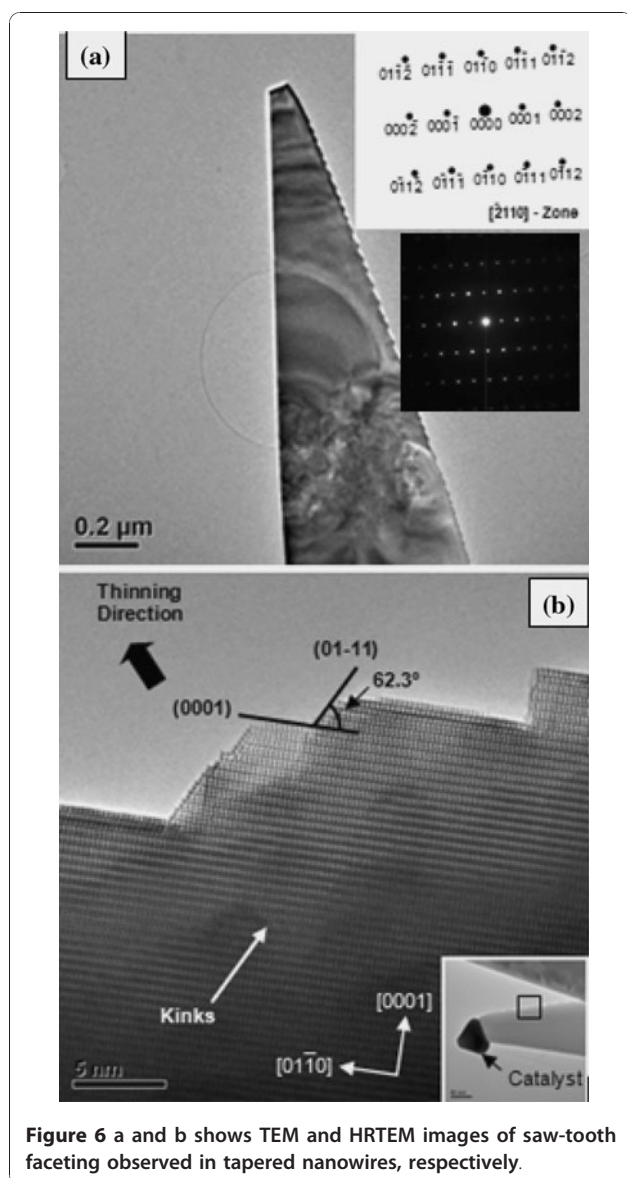 (a)
011̄2̄ 011̄1̄ 011̄0 011̄1 011̄2
0002̄ 0001̄ 0000 0001 0002
01̄12̄ 01̄11̄ 01̄10 01̄11 01̄12
[2̄110] - Zone
0.2 µm
(b)
Thinning
Direction
(01-11)
62.3º
(0001)
Kinks
[0001]
[011̄0]
5 nm
Catalyst
Figure 6 a and b shows TEM and HRTEM images of saw-tooth
faceting observed in tapered nanowires, respectively.